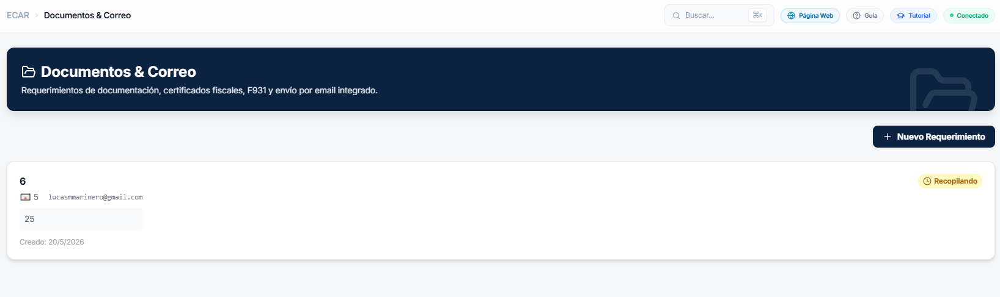 ECAR > Documentos & Correo
Buscar... ⌘K
Página Web
Guía
Tutorial
Conectado
Documentos & Correo
Requerimientos de documentación, certificados fiscales, F931 y envío por email integrado.
+ Nuevo Requerimiento
6
Recopilando
5 lucasmmarinero@gmail.com
25
Creado: 20/5/2026